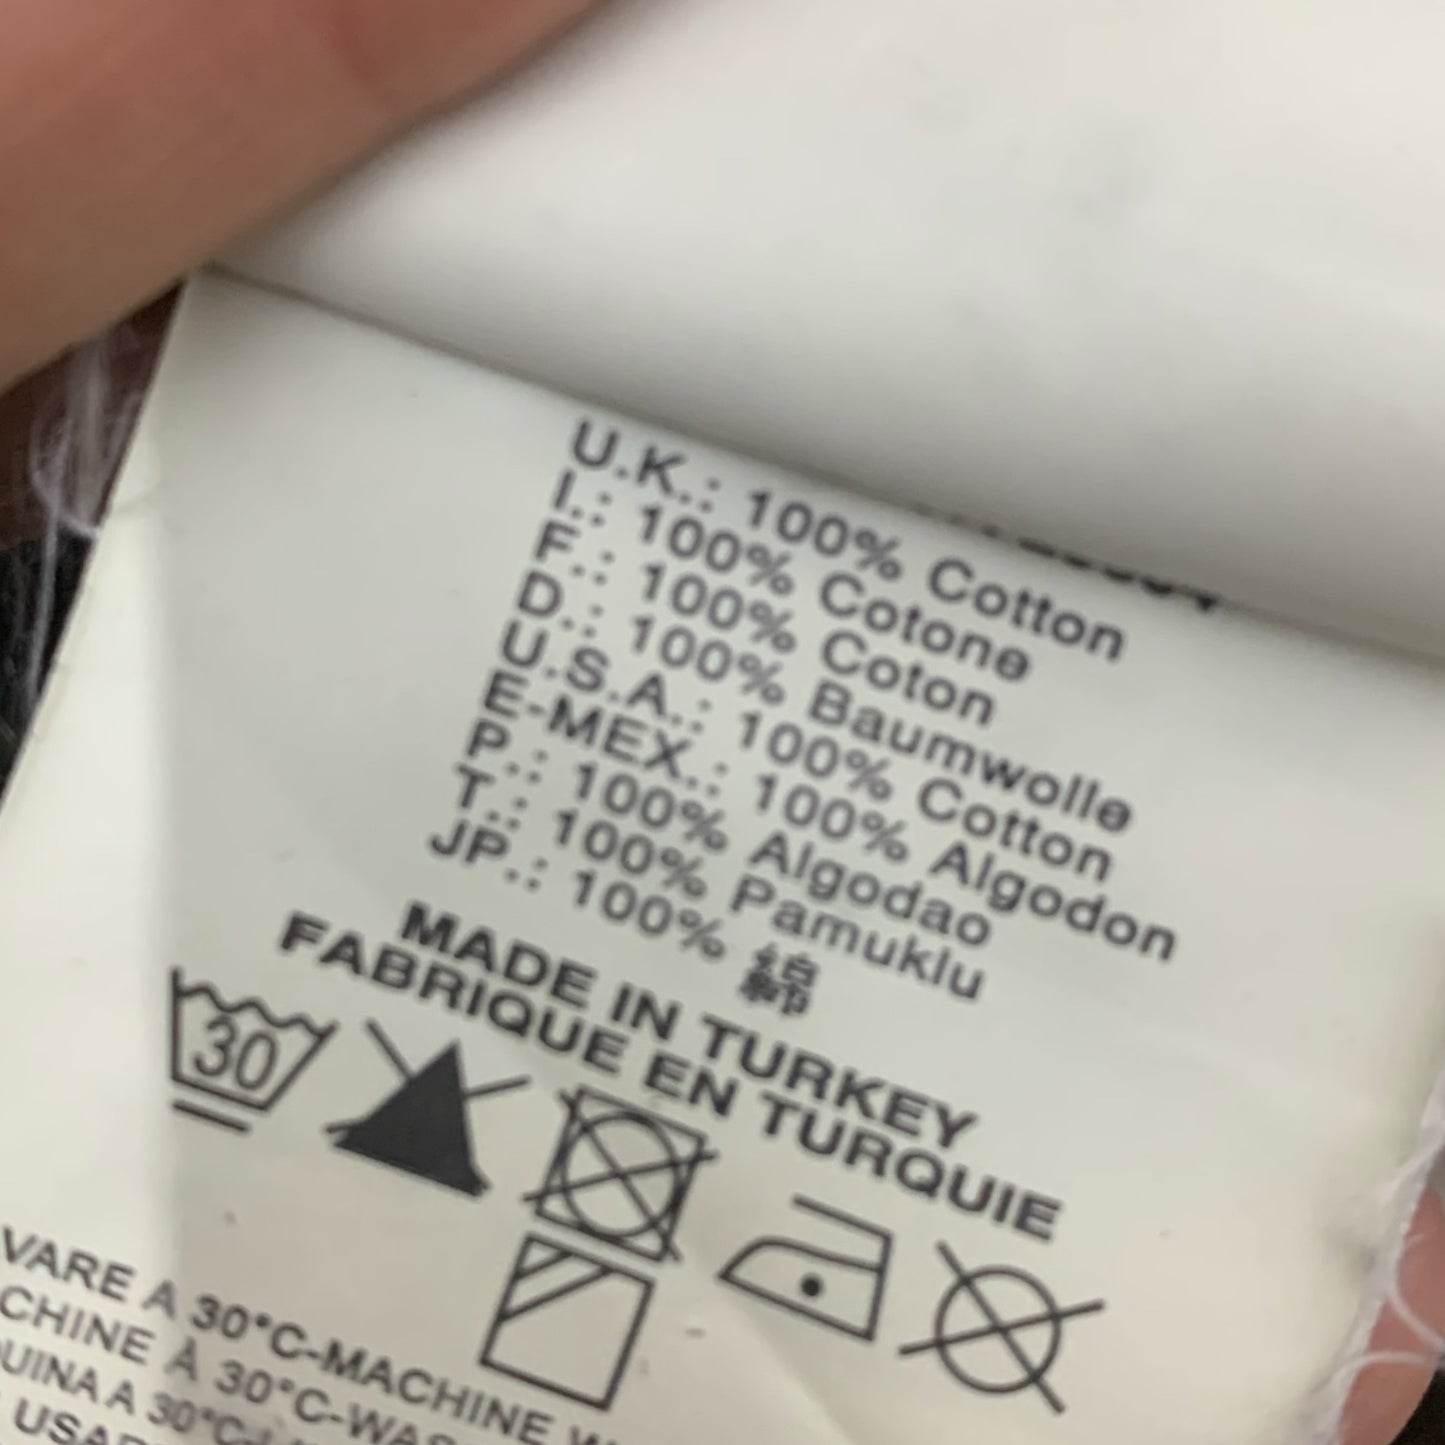 U.K.: 100% Cotton
I.: 100% Cotone
F.: 100% Coton
D.: 100% Baumwolle
U.S.A.: 100% Cotton
E-MEX.: 100% Algodon
P.: 100% Algodao
T.: 100% Pamuklu
JP.: 100% 綿
MADE IN TURKEY
FABRIQUE EN TURQUIE
30
VARE A 30°C-MACHINE
CHINE À 30°C-WAS
UINA A 30°C-
USAR